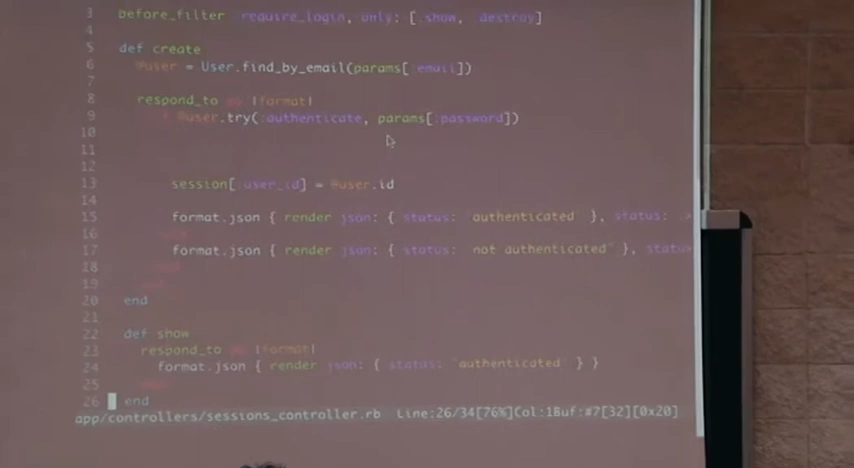 3 before_filter :require_login, only: [:show, :destroy]
4
5 def create
6 @user = User.find_by_email(params[:email])
7
8 respond_to do |format|
9 if @user.try(:authenticate, params[:password])
10
11
12
13 session[:user_id] = @user.id
14
15 format.json { render json: { status: 'authenticated' }, status: :>
16
17 format.json { render json: { status: "not authenticated" }, status
18 end
19 end
20 end
21
22 def show
23 respond_to do |format|
24 format.json { render json: { status: "authenticated" } }
25 end
26 end
app/controllers/sessions_controller.rb Line:26/34[76%]Col:1Buf:#7[32][0x20]